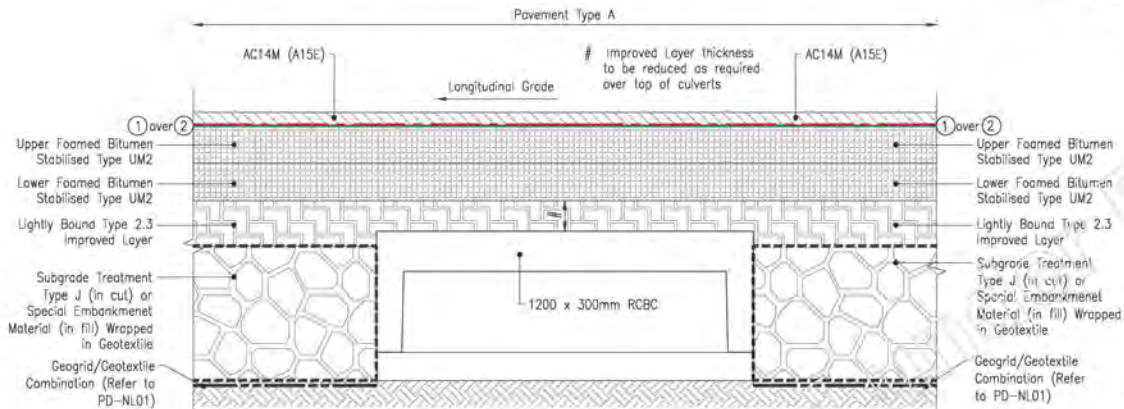 Pavement Type A
AC14M (A15E)
# Improved Layer thickness
to be reduced as required
over top of culverts
AC14M (A15E)
Longitudinal Grade
1 over 2
1 over 2
Upper Foamed Bitumen
Stabilised Type UM2
Lower Foamed Bitumen
Stabilised Type UM2
Lightly Bound Type 2.3
Improved Layer
Subgrade Treatment
Type J (in cut) or
Special Embankmenet
Material (in fill) Wrapped
in Geotextile
Geogrid/Geotextile
Combination (Refer to
PD-NL01)
#
1200 x 300mm RCBC
Upper Foamed Bitumen
Stabilised Type UM2
Lower Foamed Bitumen
Stabilised Type UM2
Lightly Bound Type 2.3
Improved Layer
Subgrade Treatment
Type J (in cut) or
Special Embankmenet
Material (in fill) Wrapped
in Geotextile
Geogrid/Geotextile
Combination (Refer
to PD-NL01)